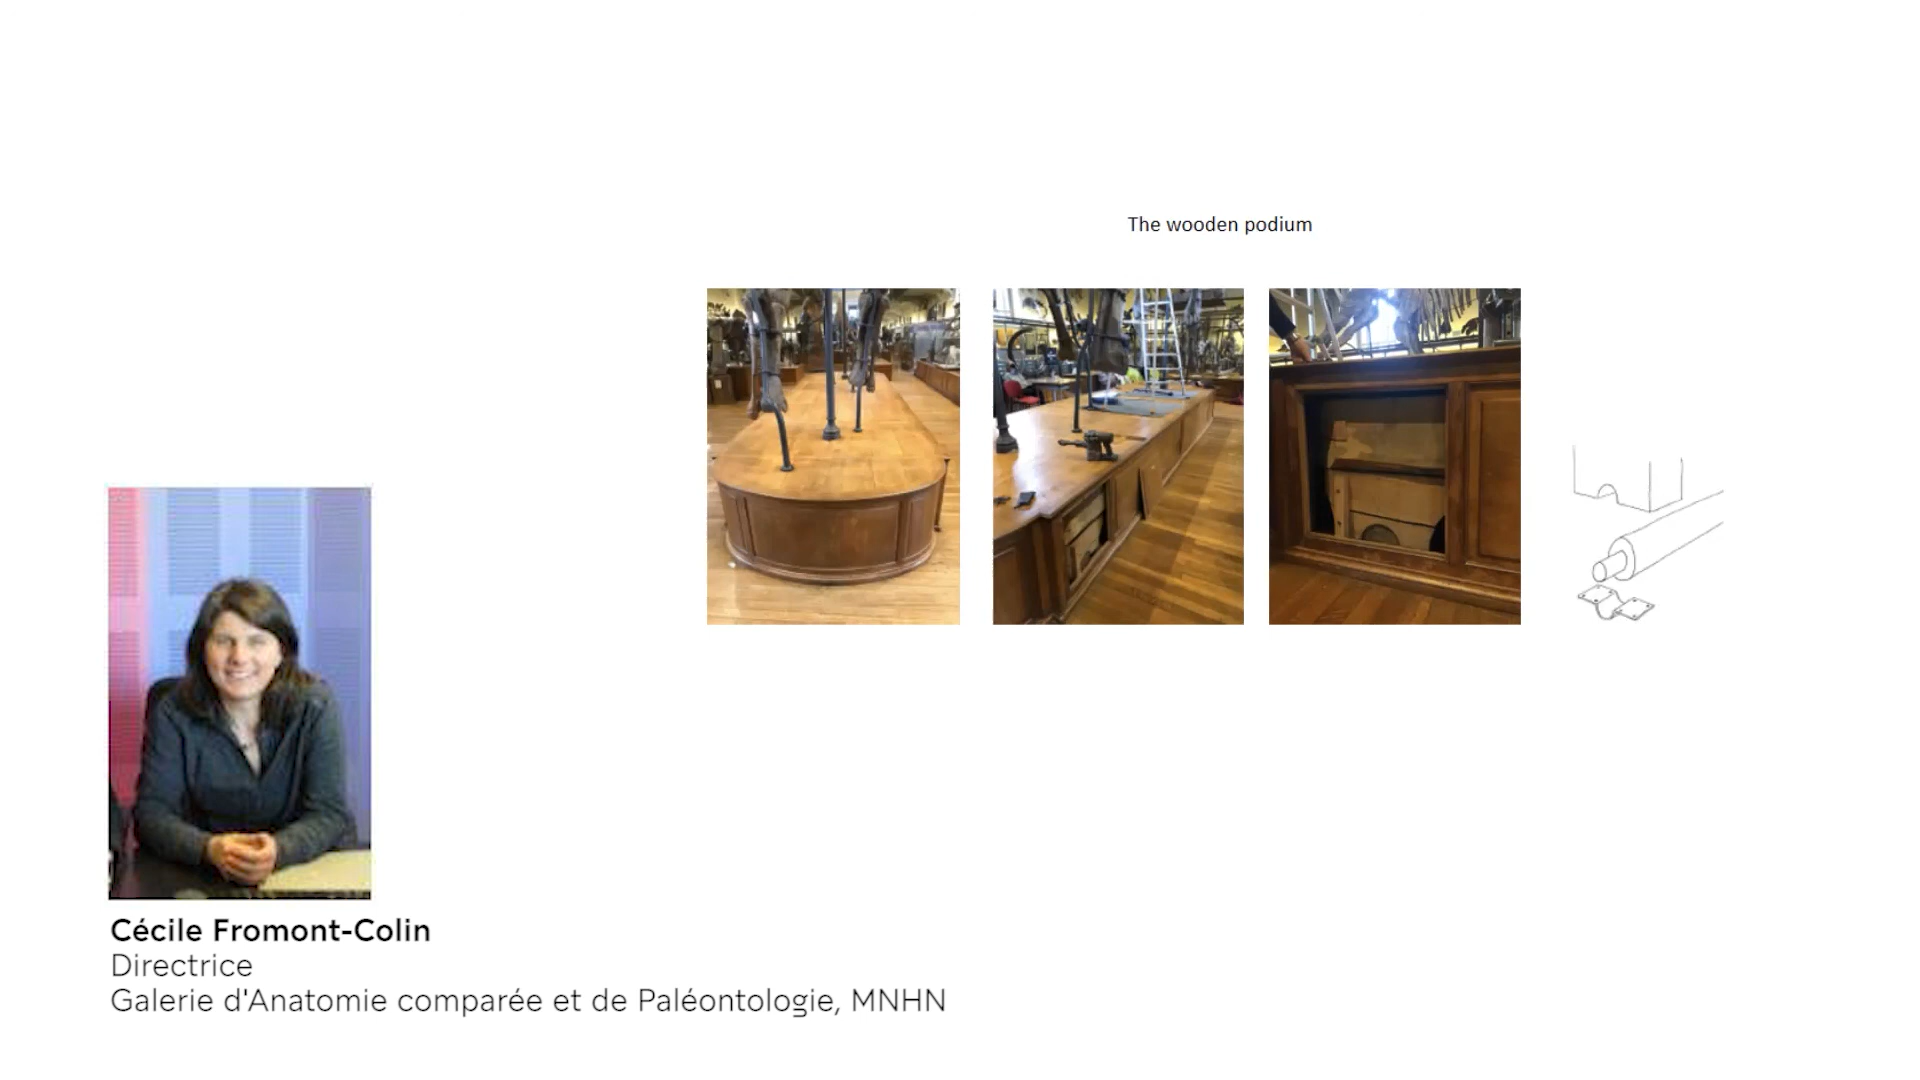 The wooden podium
Cécile Fromont-Colin
Directrice
Galerie d'Anatomie comparée et de Paléontologie, MNHN